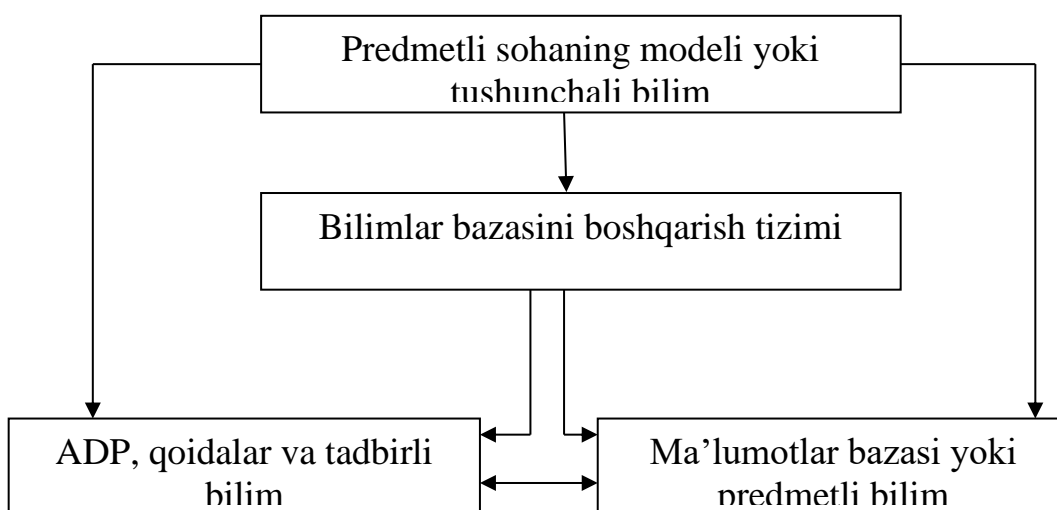 Predmetli sohaning modeli yoki
tushunchali bilim
Bilimlar bazasini boshqarish tizimi
ADP, qoidalar va tadbirli
bilim
Ma’lumotlar bazasi yoki
predmetli bilim